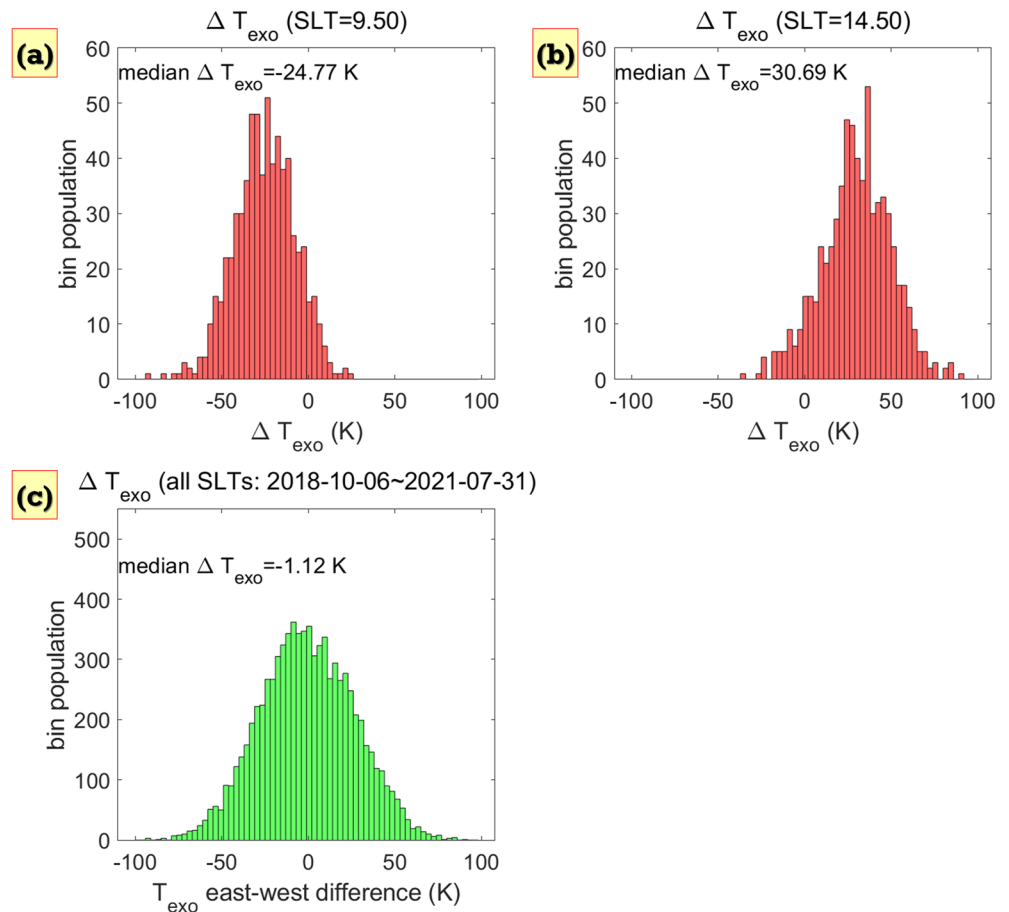 Δ T_exo (SLT=9.50)
(a)
median Δ T_exo=-24.77 K
60
50
40
30
20
10
0
bin population
-100 -50 0 50 100
Δ T_exo (K)
Δ T_exo (SLT=14.50)
(b)
median Δ T_exo=30.69 K
60
50
40
30
20
10
0
bin population
-100 -50 0 50 100
Δ T_exo (K)
(c)
Δ T_exo (all SLTs: 2018-10-06~2021-07-31)
median Δ T_exo=-1.12 K
500
400
300
200
100
0
bin population
-100 -50 0 50 100
T_exo east-west difference (K)